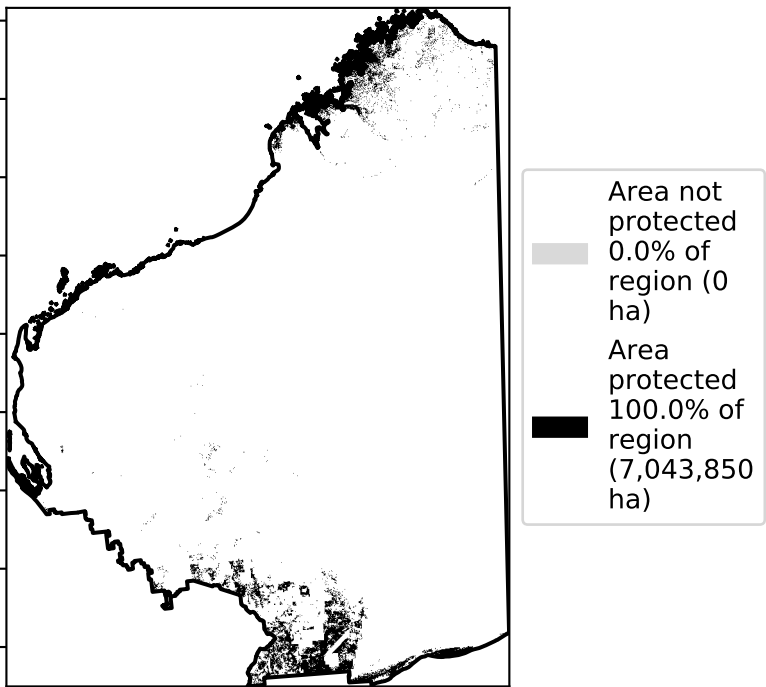 Area not
protected
0.0% of
region (0
ha)
Area
protected
100.0% of
region
(7,043,850
ha)